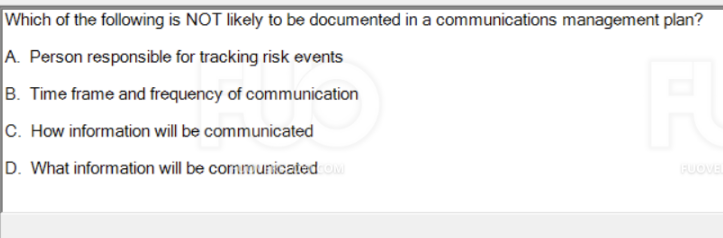 Which of the following is NOT likely to be documented in a communications management plan?
A. Person responsible for tracking risk events
B. Time frame and frequency of communication
C. How information will be communicated
D. What information will be communicated
FUO